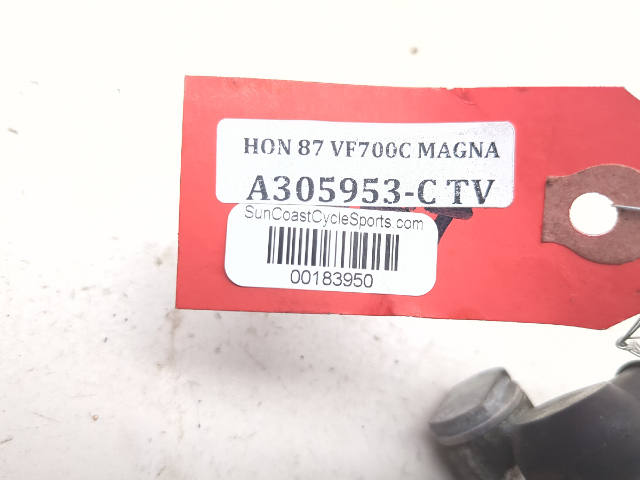 HON 87 VF700C MAGNA
A305953-C TV
SunCoastCycleSports.com
00183950